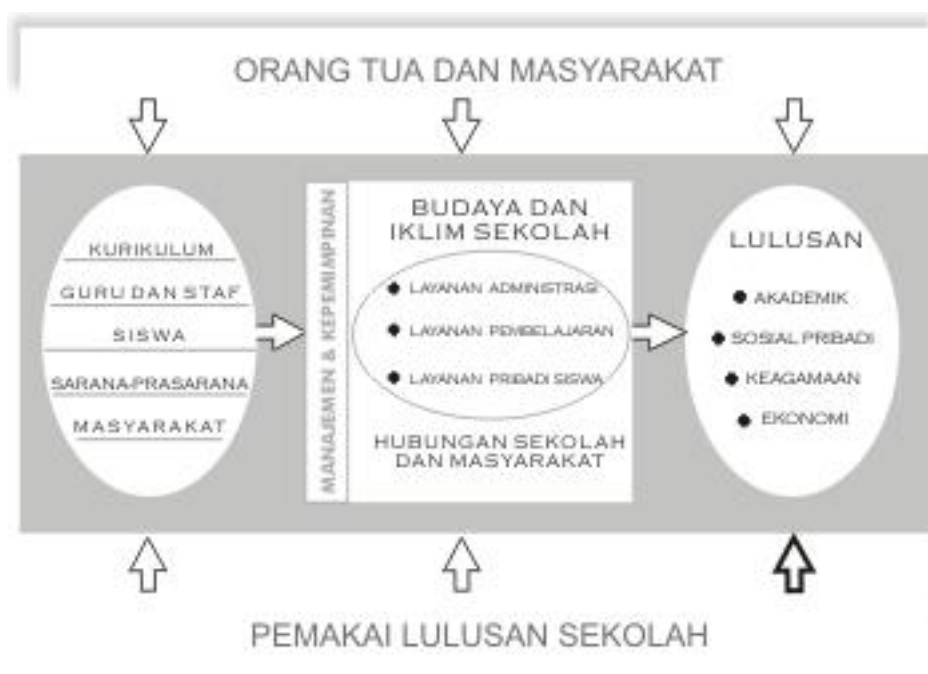 ORANG TUA DAN MASYARAKAT
KURIKULUM
GURU DAN STAF
SISWA
SARANA-PRASARANA
MASYARAKAT
MANAJEMEN & KEPEMIMPINAN
BUDAYA DAN
IKLIM SEKOLAH
LAYANAN ADMINISTRASI
LAYANAN PEMBELAJARAN
LAYANAN PRIBADI SISWA
HUBUNGAN SEKOLAH
DAN MASYARAKAT
LULUSAN
AKADEMIK
SOSIAL PRIBADI
KEAGAMAAN
EKONOMI
PEMAKAI LULUSAN SEKOLAH